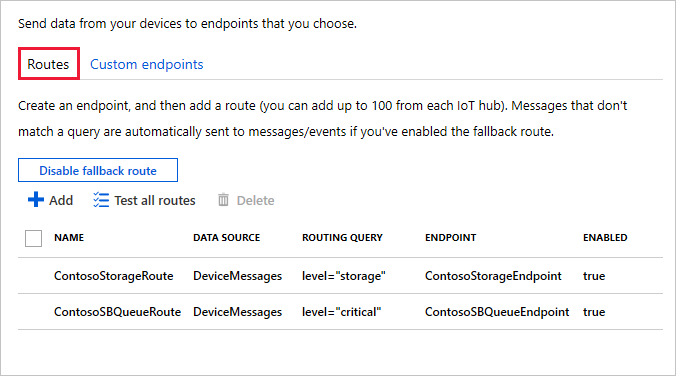 Send data from your devices to endpoints that you choose.
Routes Custom endpoints
Create an endpoint, and then add a route (you can add up to 100 from each IoT hub). Messages that don't
match a query are automatically sent to messages/events if you've enabled the fallback route.
Disable fallback route
Add Test all routes Delete
NAME DATA SOURCE ROUTING QUERY ENDPOINT ENABLED
ContosoStorageRoute DeviceMessages level="storage" ContosoStorageEndpoint true
ContosoSBQueueRoute DeviceMessages level="critical" ContosoSBQueueEndpoint true